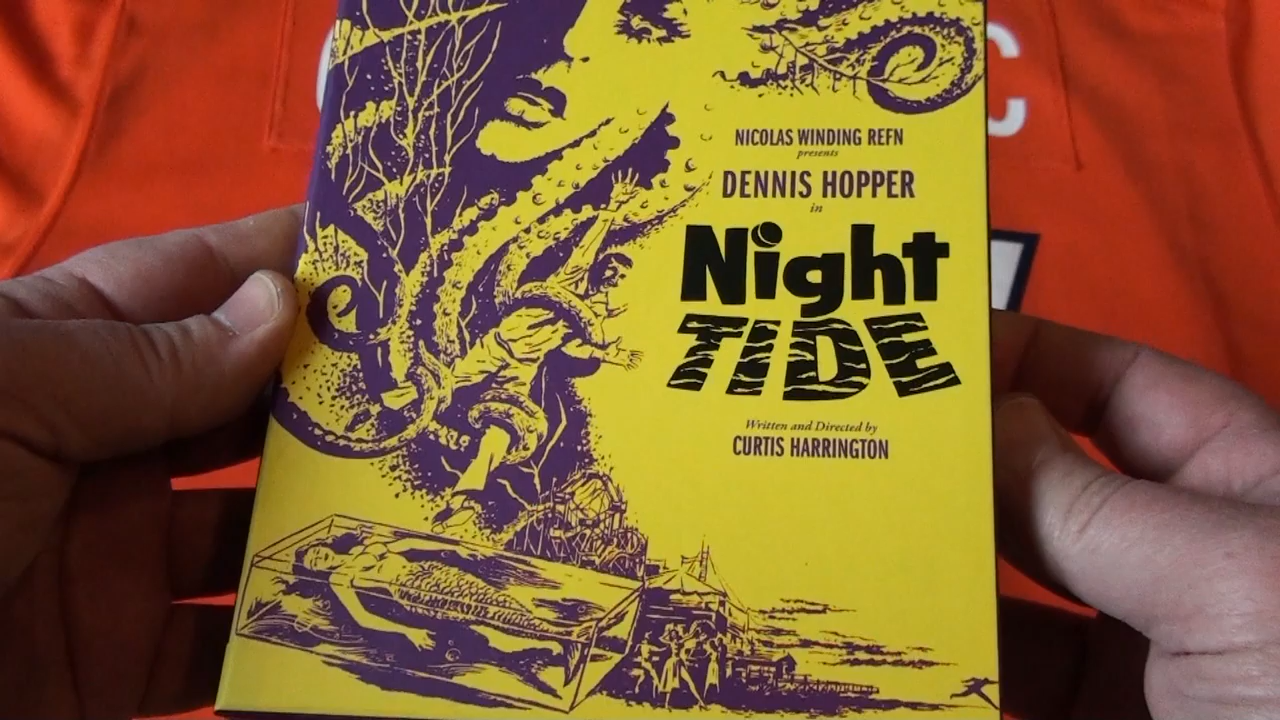 C
NICOLAS WINDING REFN
presents
DENNIS HOPPER
in
Night
TIDE
Written and Directed by
CURTIS HARRINGTON